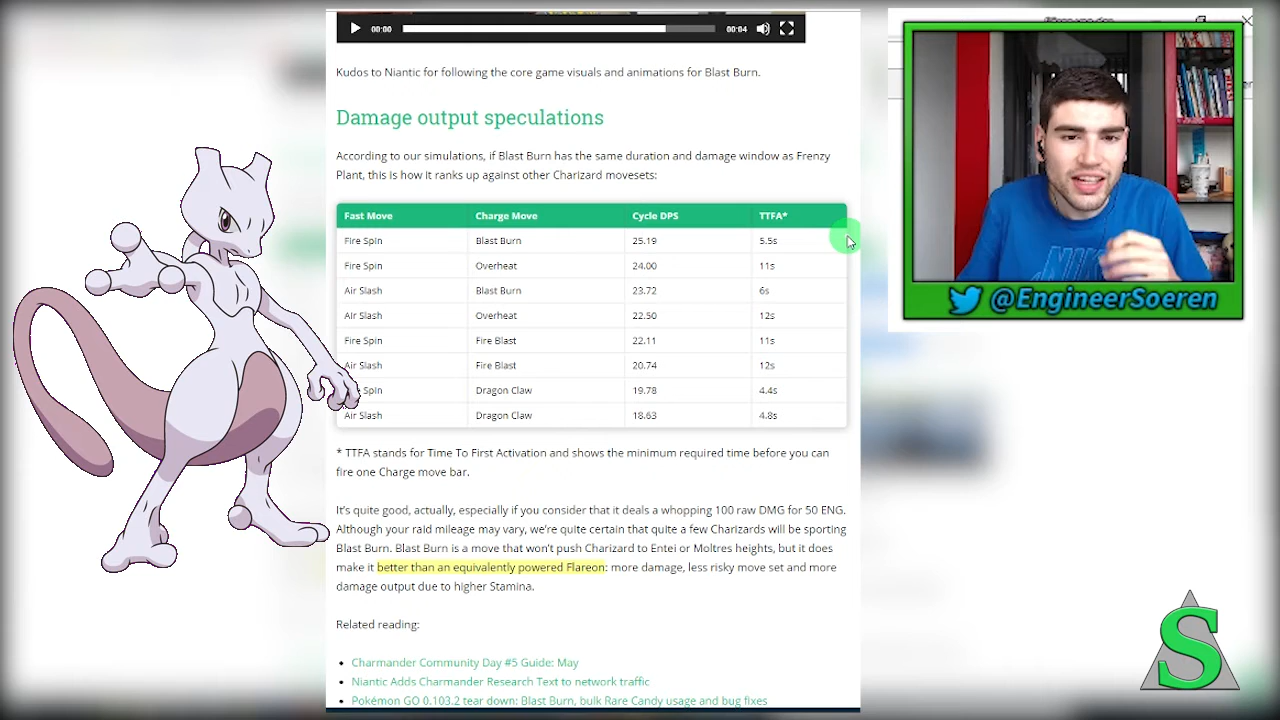 00:00
00:04
Kudos to Niantic for following the core game visuals and animations for Blast Burn.
Damage output speculations
According to our simulations, if Blast Burn has the same duration and damage window as Frenzy
Plant, this is how it ranks up against other Charizard movesets:
Fast Move Charge Move Cycle DPS TTFA*
Fire Spin Blast Burn 25.19 5.5s
Fire Spin Overheat 24.00 11s
Air Slash Blast Burn 23.72 6s
Air Slash Overheat 22.50 12s
Fire Spin Fire Blast 22.11 11s
Air Slash Fire Blast 20.74 12s
Spin Dragon Claw 19.78 4.4s
Air Slash Dragon Claw 18.63 4.8s
* TTFA stands for Time To First Activation and shows the minimum required time before you can
fire one Charge move bar.
It's quite good, actually, especially if you consider that it deals a whopping 100 raw DMG for 50 ENG.
Although your raid mileage may vary, we're quite certain that quite a few Charizards will be sporting
Blast Burn. Blast Burn is a move that won't push Charizard to Entei or Moltres heights, but it does
make it better than an equivalently powered Flareon: more damage, less risky move set and more
damage output due to higher Stamina.
Related reading:
• Charmander Community Day #5 Guide: May
• Niantic Adds Charmander Research Text to network traffic
• Pokémon GO 0.103.2 tear down: Blast Burn, bulk Rare Candy usage and bug fixes
@EngineerSoeren
S